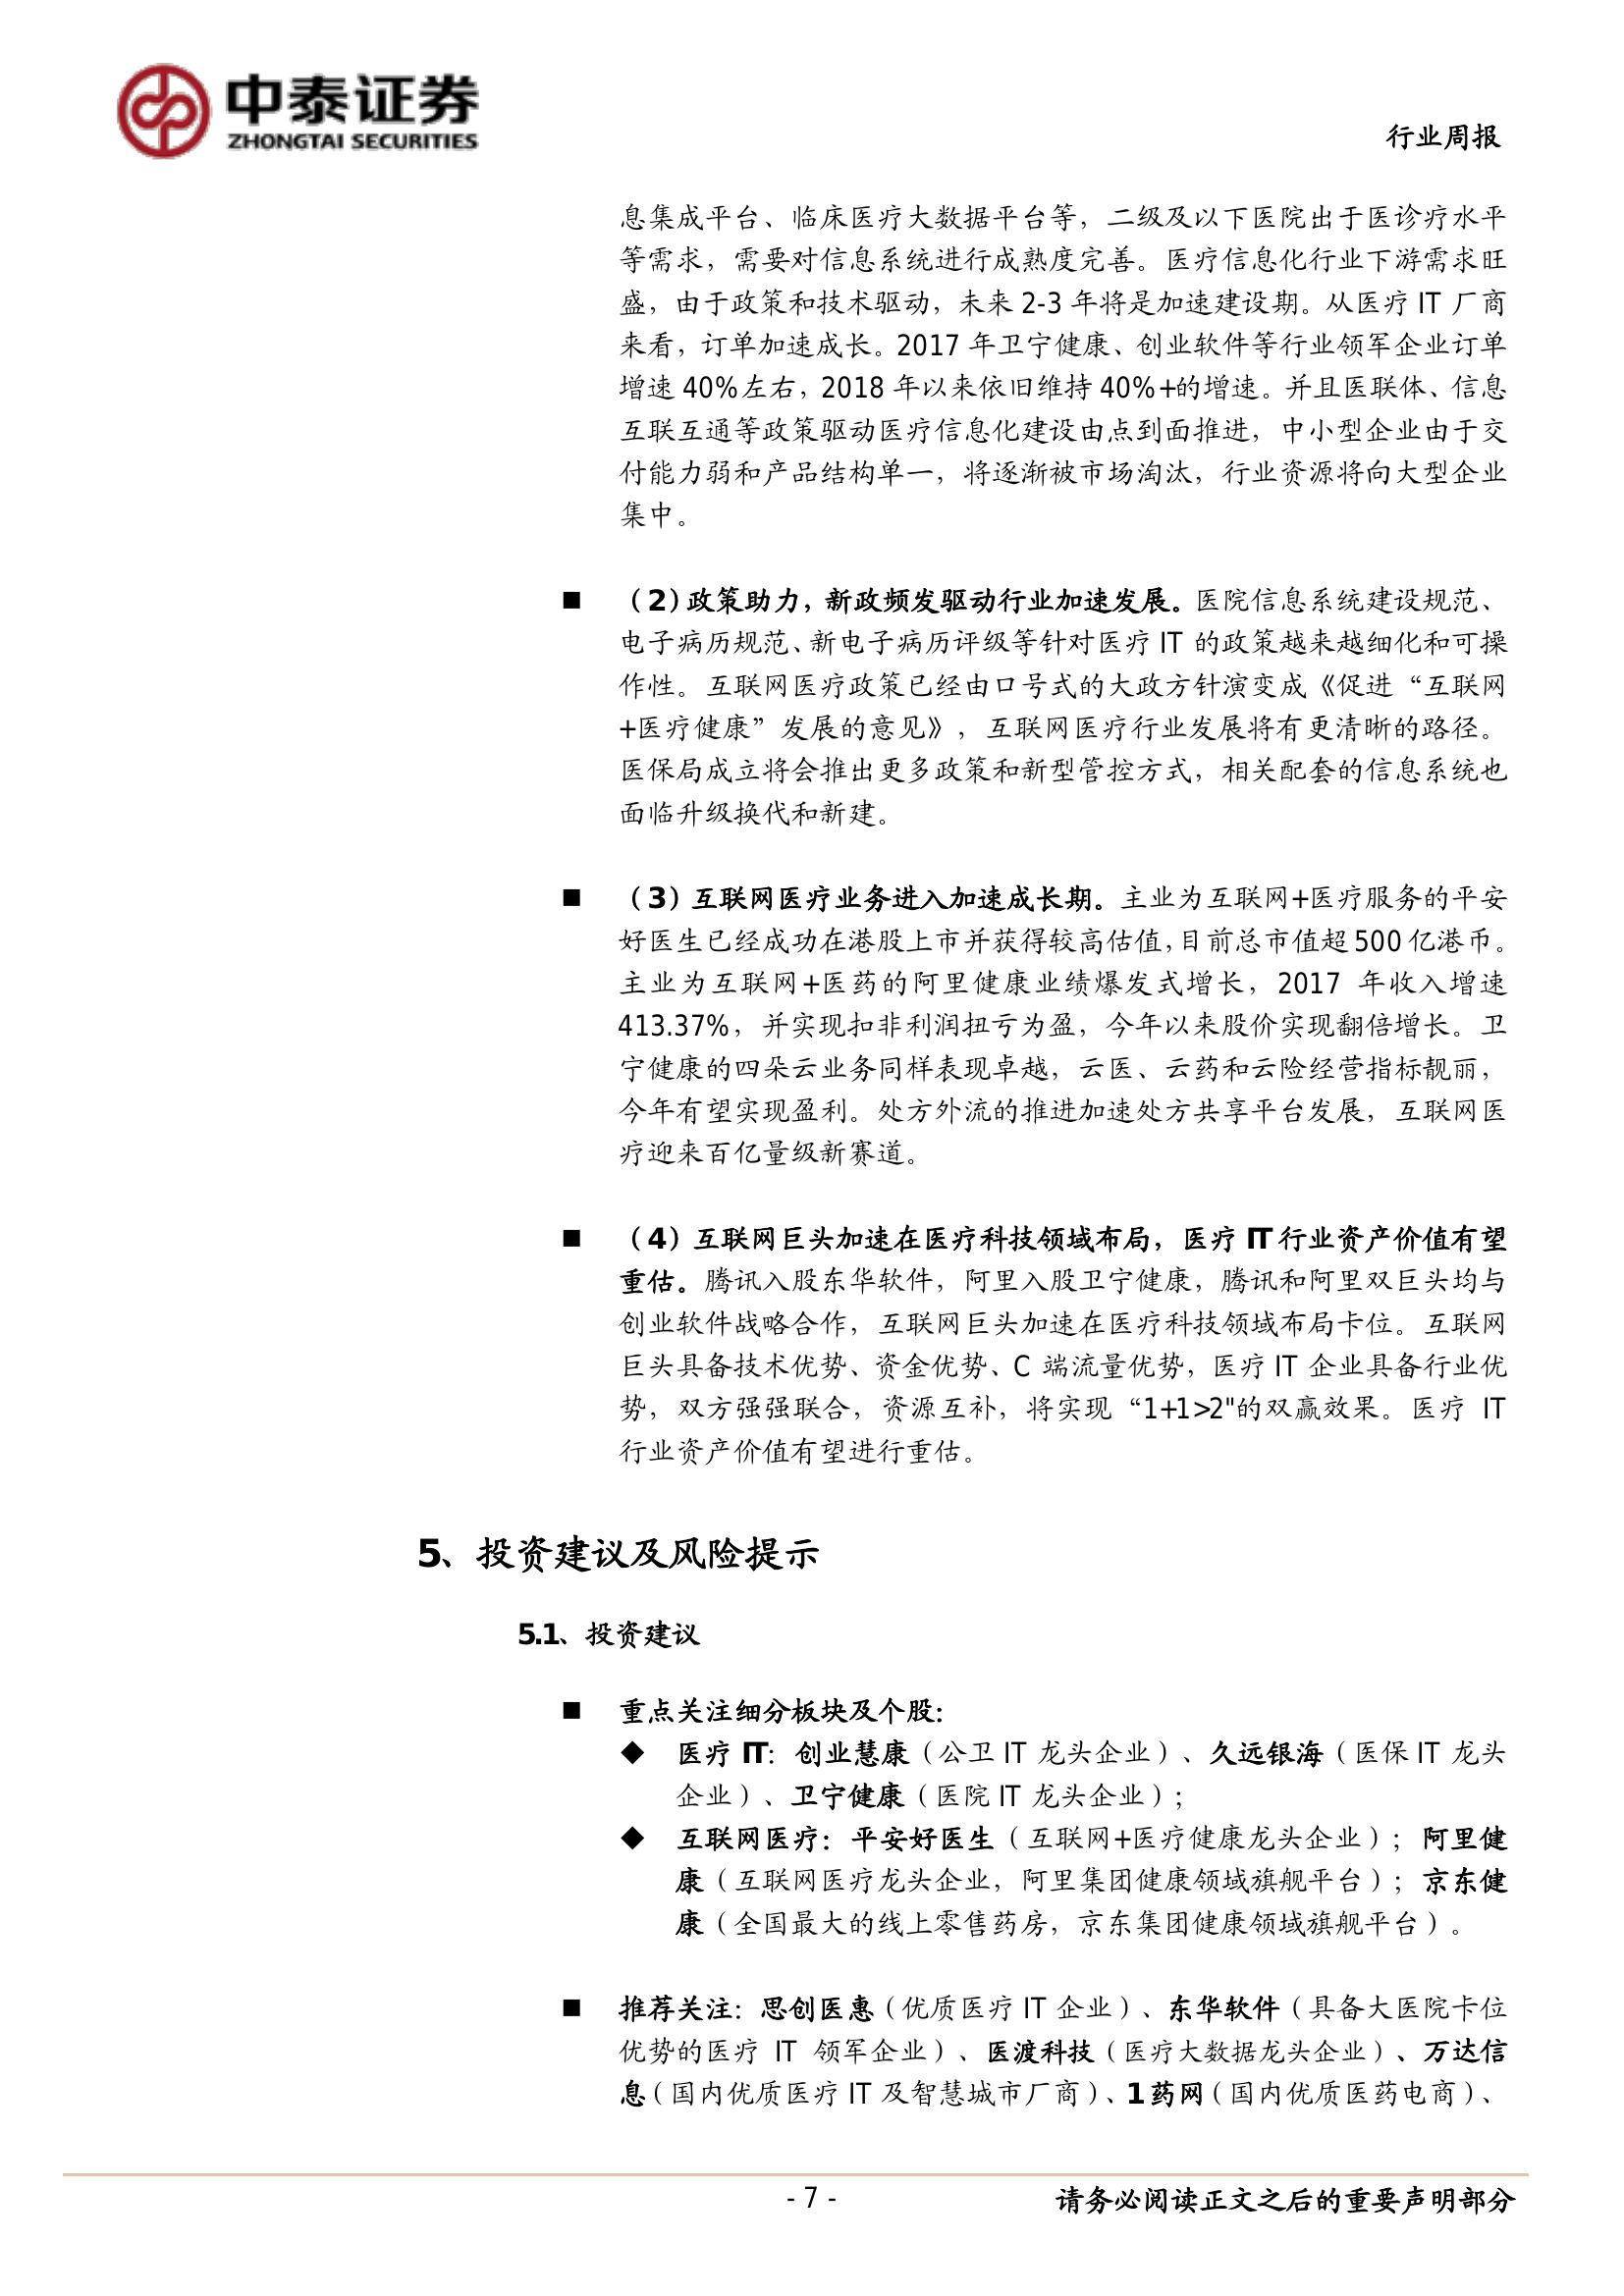 中泰证券
ZHONGTAI SECURITIES
行业周报
息集成平台、临床医疗大数据平台等，二级及以下医院出于医诊疗水平
等需求，需要对信息系统进行成熟度完善。医疗信息化行业下游需求旺
盛，由于政策和技术驱动，未来 2-3 年将是加速建设期。从医疗 IT 厂商
来看，订单加速成长。2017 年卫宁健康、创业软件等行业领军企业订单
增速 40%左右，2018 年以来依旧维持 40%+的增速。并且医联体、信息
互联互通等政策驱动医疗信息化建设由点到面推进，中小型企业由于交
付能力弱和产品结构单一，将逐渐被市场淘汰，行业资源将向大型企业
集中。
■ （2）政策助力，新政频发驱动行业加速发展。医院信息系统建设规范、
电子病历规范、新电子病历评级等针对医疗 IT 的政策越来越细化和可操
作性。互联网医疗政策已经由口号式的大政方针演变成《促进“互联网
+医疗健康”发展的意见》，互联网医疗行业发展将有更清晰的路径。
医保局成立将会推出更多政策和新型管控方式，相关配套的信息系统也
面临升级换代和新建。
■ （3）互联网医疗业务进入加速成长期。主业为互联网+医疗服务的平安
好医生已经成功在港股上市并获得较高估值，目前总市值超 500 亿港币。
主业为互联网+医药的阿里健康业绩爆发式增长，2017 年收入增速
413.37%，并实现扣非利润扭亏为盈，今年以来股价实现翻倍增长。卫
宁健康的四朵云业务同样表现卓越，云医、云药和云险经营指标靓丽，
今年有望实现盈利。处方外流的推进加速处方共享平台发展，互联网医
疗迎来百亿量级新赛道。
■ （4）互联网巨头加速在医疗科技领域布局，医疗 IT 行业资产价值有望
重估。腾讯入股东华软件，阿里入股卫宁健康，腾讯和阿里双巨头均与
创业软件战略合作，互联网巨头加速在医疗科技领域布局卡位。互联网
巨头具备技术优势、资金优势、C 端流量优势，医疗 IT 企业具备行业优
势，双方强强联合，资源互补，将实现“1+1>2"的双赢效果。医疗 IT
行业资产价值有望进行重估。
5、投资建议及风险提示
5.1、投资建议
■ 重点关注细分板块及个股：
◆ 医疗 IT：创业慧康（公卫 IT 龙头企业）、久远银海（医保 IT 龙头
企业）、卫宁健康（医院 IT 龙头企业）；
◆ 互联网医疗：平安好医生（互联网+医疗健康龙头企业）；阿里健
康（互联网医疗龙头企业，阿里集团健康领域旗舰平台）；京东健
康（全国最大的线上零售药房，京东集团健康领域旗舰平台）。
■ 推荐关注：思创医惠（优质医疗 IT 企业）、东华软件（具备大医院卡位
优势的医疗 IT 领军企业）、医渡科技（医疗大数据龙头企业）、万达信
息（国内优质医疗 IT 及智慧城市厂商）、1 药网（国内优质医药电商）、
- 7 -
请务必阅读正文之后的重要声明部分